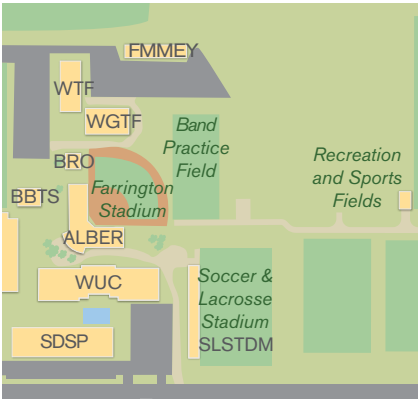 FMMEY
WTF
WGTF
Band
Practice
Field
BRO
Recreation
and Sports
Fields
BBTS
Farrington
Stadium
ALBER
WUC
Soccer &
Lacrosse
Stadium
SLSTDM
SDSP